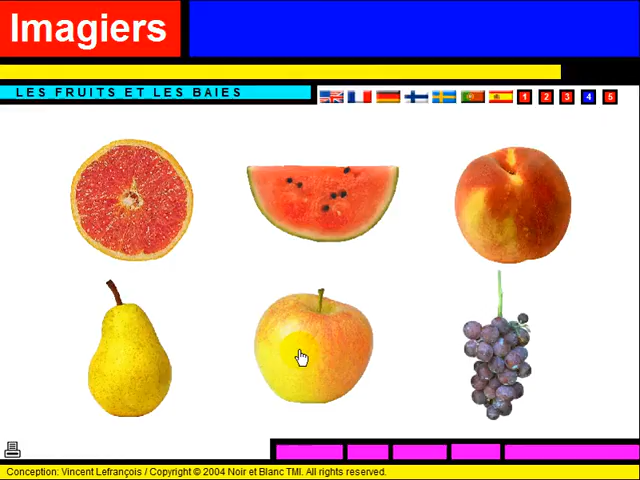 Imagiers
LES FRUITS ET LES BAIES
1 2 3 4 5
Conception: Vincent Lefrançois / Copyright © 2004 Noir et Blanc TMI. All rights reserved.